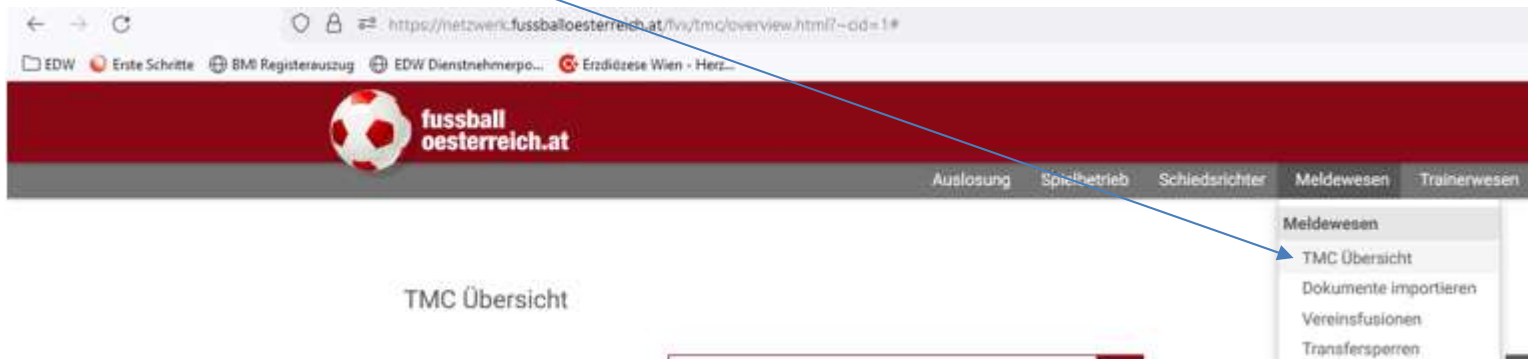 https://netzwerk.fussballoesterreich.at/fvx/tmc/overview.html?~cid=1#
EDW Erste Schritte BMI Registerauszug EDW Dienstnehmerpo... Erzdiözese Wien - Herz...
fussball
oesterreich.at
Auslosung Spielbetrieb Schiedsrichter Meldewesen Trainerwesen
Meldewesen
TMC Übersicht
Dokumente importieren
Vereinsfusionen
Transfersperren
TMC Übersicht